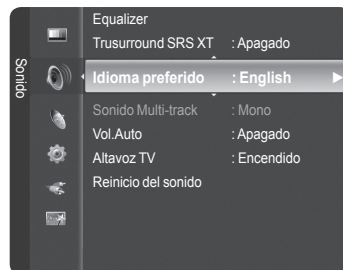 Sonido
Equalizer
Trusurround SRS XT : Apagado
Idioma preferido : English
Sonido Multi-track : Mono
Vol.Auto : Apagado
Altavoz TV : Encendido
Reinicio del sonido